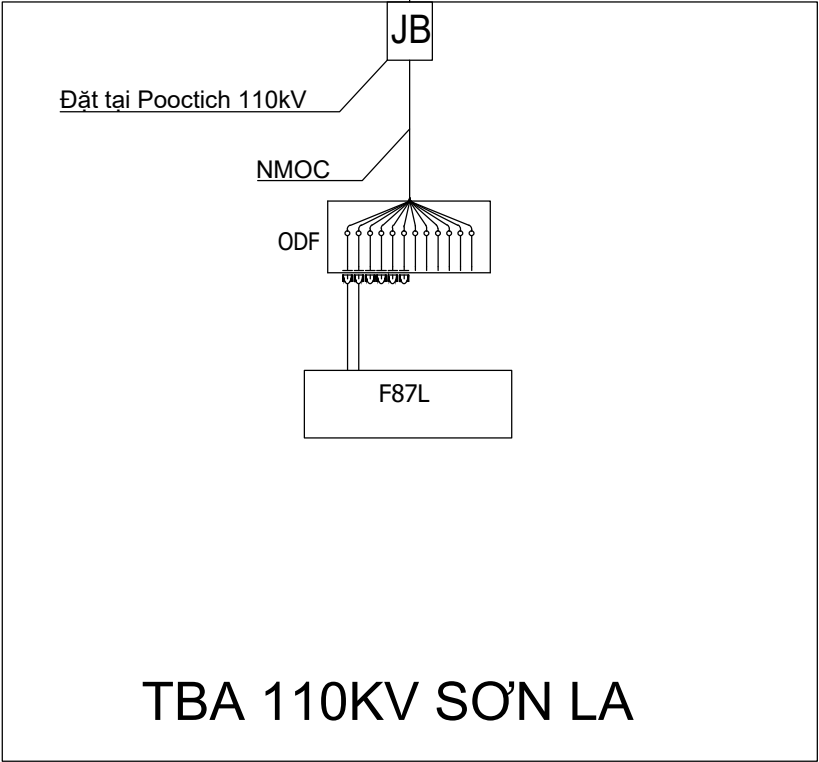 JB
Đặt tại Pooctich 110kV
NMOC
ODF
F87L
TBA 110KV SƠN LA